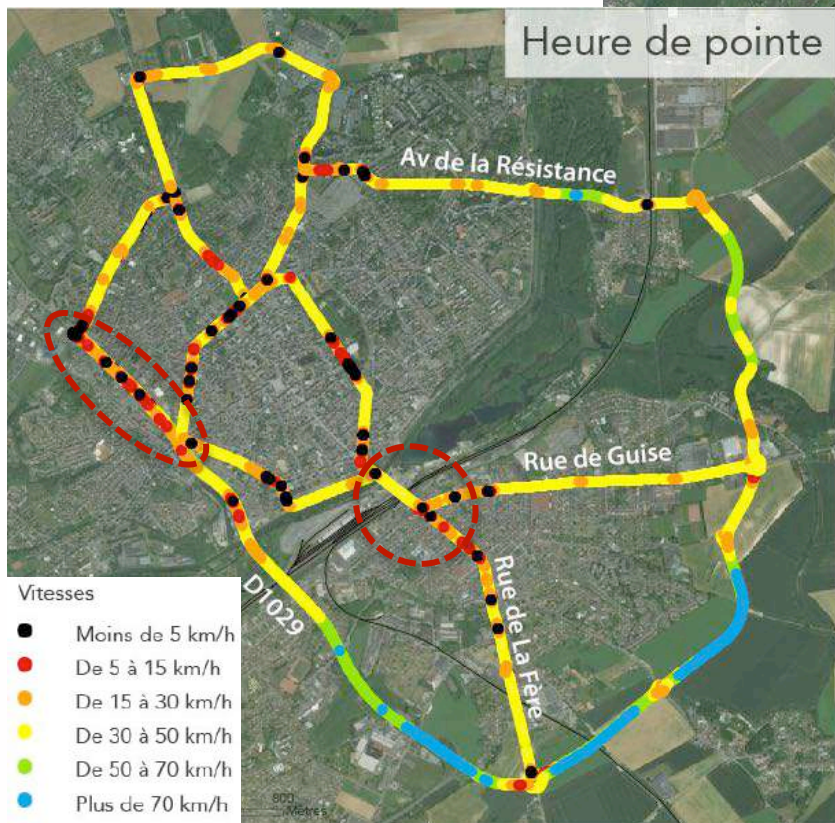 Heure de pointe
Av de la Résistance
Rue de Guise
Rue de La Fère
D1029
Vitesses
Moins de 5 km/h
De 5 à 15 km/h
De 15 à 30 km/h
De 30 à 50 km/h
De 50 à 70 km/h
Plus de 70 km/h
800
Mètres